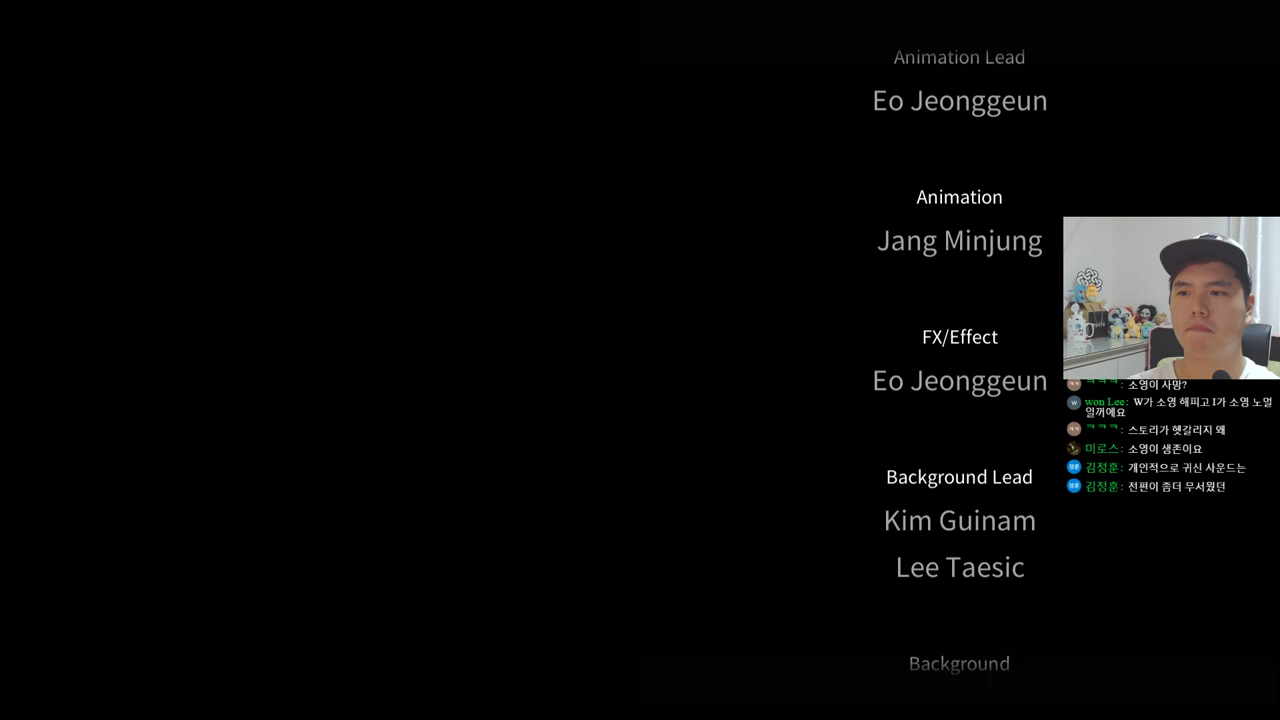 Animation Lead
Eo Jeonggeun
Animation
Jang Minjung
FX/Effect
Eo Jeonggeun
Background Lead
Kim Guinam
Lee Taesic
Background
ㅋㅋㅋ: 소영이 사망?
won Lee: W가 소영 해피고 I가 소영 노멀
일꺼에요
ㅋㅋㅋ: 스토리가 헷갈리지 왜
미로스: 소영이 생존이요
김정훈: 개인적으로 귀신 사운드는
김정훈: 전편이 좀더 무서웠던